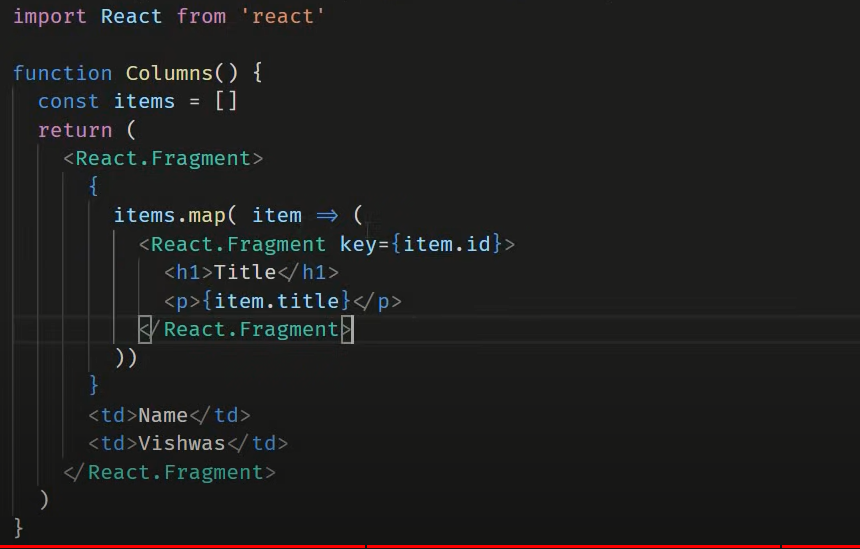 import React from 'react'
function Columns() {
const items = []
return (
<React.Fragment>
{
items.map( item => (
<React.Fragment key={item.id}>
<h1>Title</h1>
<p>{item.title}</p>
</React.Fragment>
))
}
<td>Name</td>
<td>Vishwas</td>
</React.Fragment>
)
}